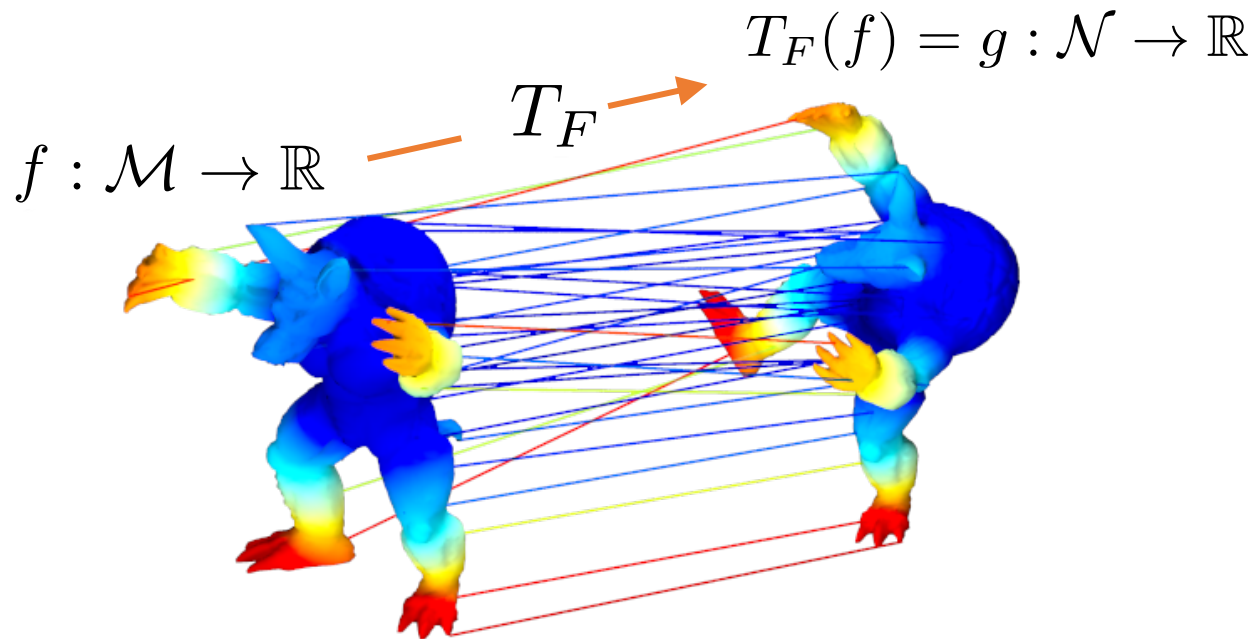 T_F(f) = g : 𝒩 → ℝ
T_F
f : ℳ → ℝ